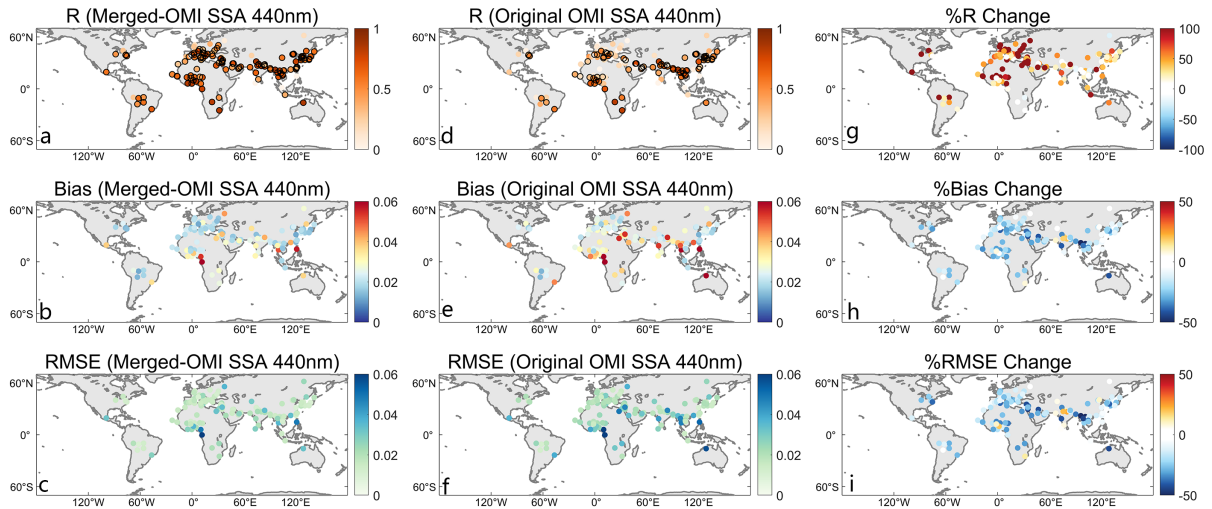 R (Merged-OMI SSA 440nm)
R (Original OMI SSA 440nm)
%R Change
60°N
0°
60°S
120°W
60°W
0°
60°E
120°E
1
0.5
0
a
60°N
0°
60°S
120°W
60°W
0°
60°E
120°E
1
0.5
0
d
60°N
0°
60°S
120°W
60°W
0°
60°E
120°E
100
50
0
-50
-100
g
Bias (Merged-OMI SSA 440nm)
Bias (Original OMI SSA 440nm)
%Bias Change
60°N
0°
60°S
120°W
60°W
0°
60°E
120°E
0.06
0.04
0.02
0
b
60°N
0°
60°S
120°W
60°W
0°
60°E
120°E
0.06
0.04
0.02
0
e
60°N
0°
60°S
120°W
60°W
0°
60°E
120°E
50
0
-50
h
RMSE (Merged-OMI SSA 440nm)
RMSE (Original OMI SSA 440nm)
%RMSE Change
60°N
0°
60°S
120°W
60°W
0°
60°E
120°E
0.06
0.04
0.02
0
c
60°N
0°
60°S
120°W
60°W
0°
60°E
120°E
0.06
0.04
0.02
0
f
60°N
0°
60°S
120°W
60°W
0°
60°E
120°E
50
0
-50
i